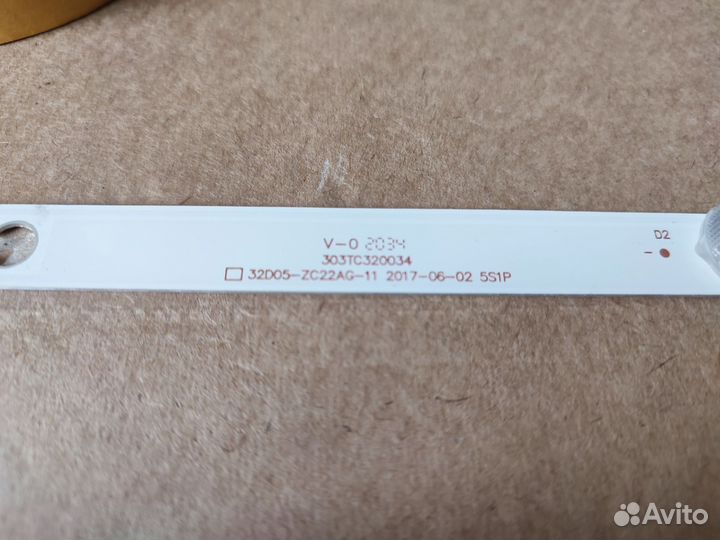 V-0 2034
303TC320034
32D05-ZC22AG-11 2017-06-02 5S1P
D2
-
Avito